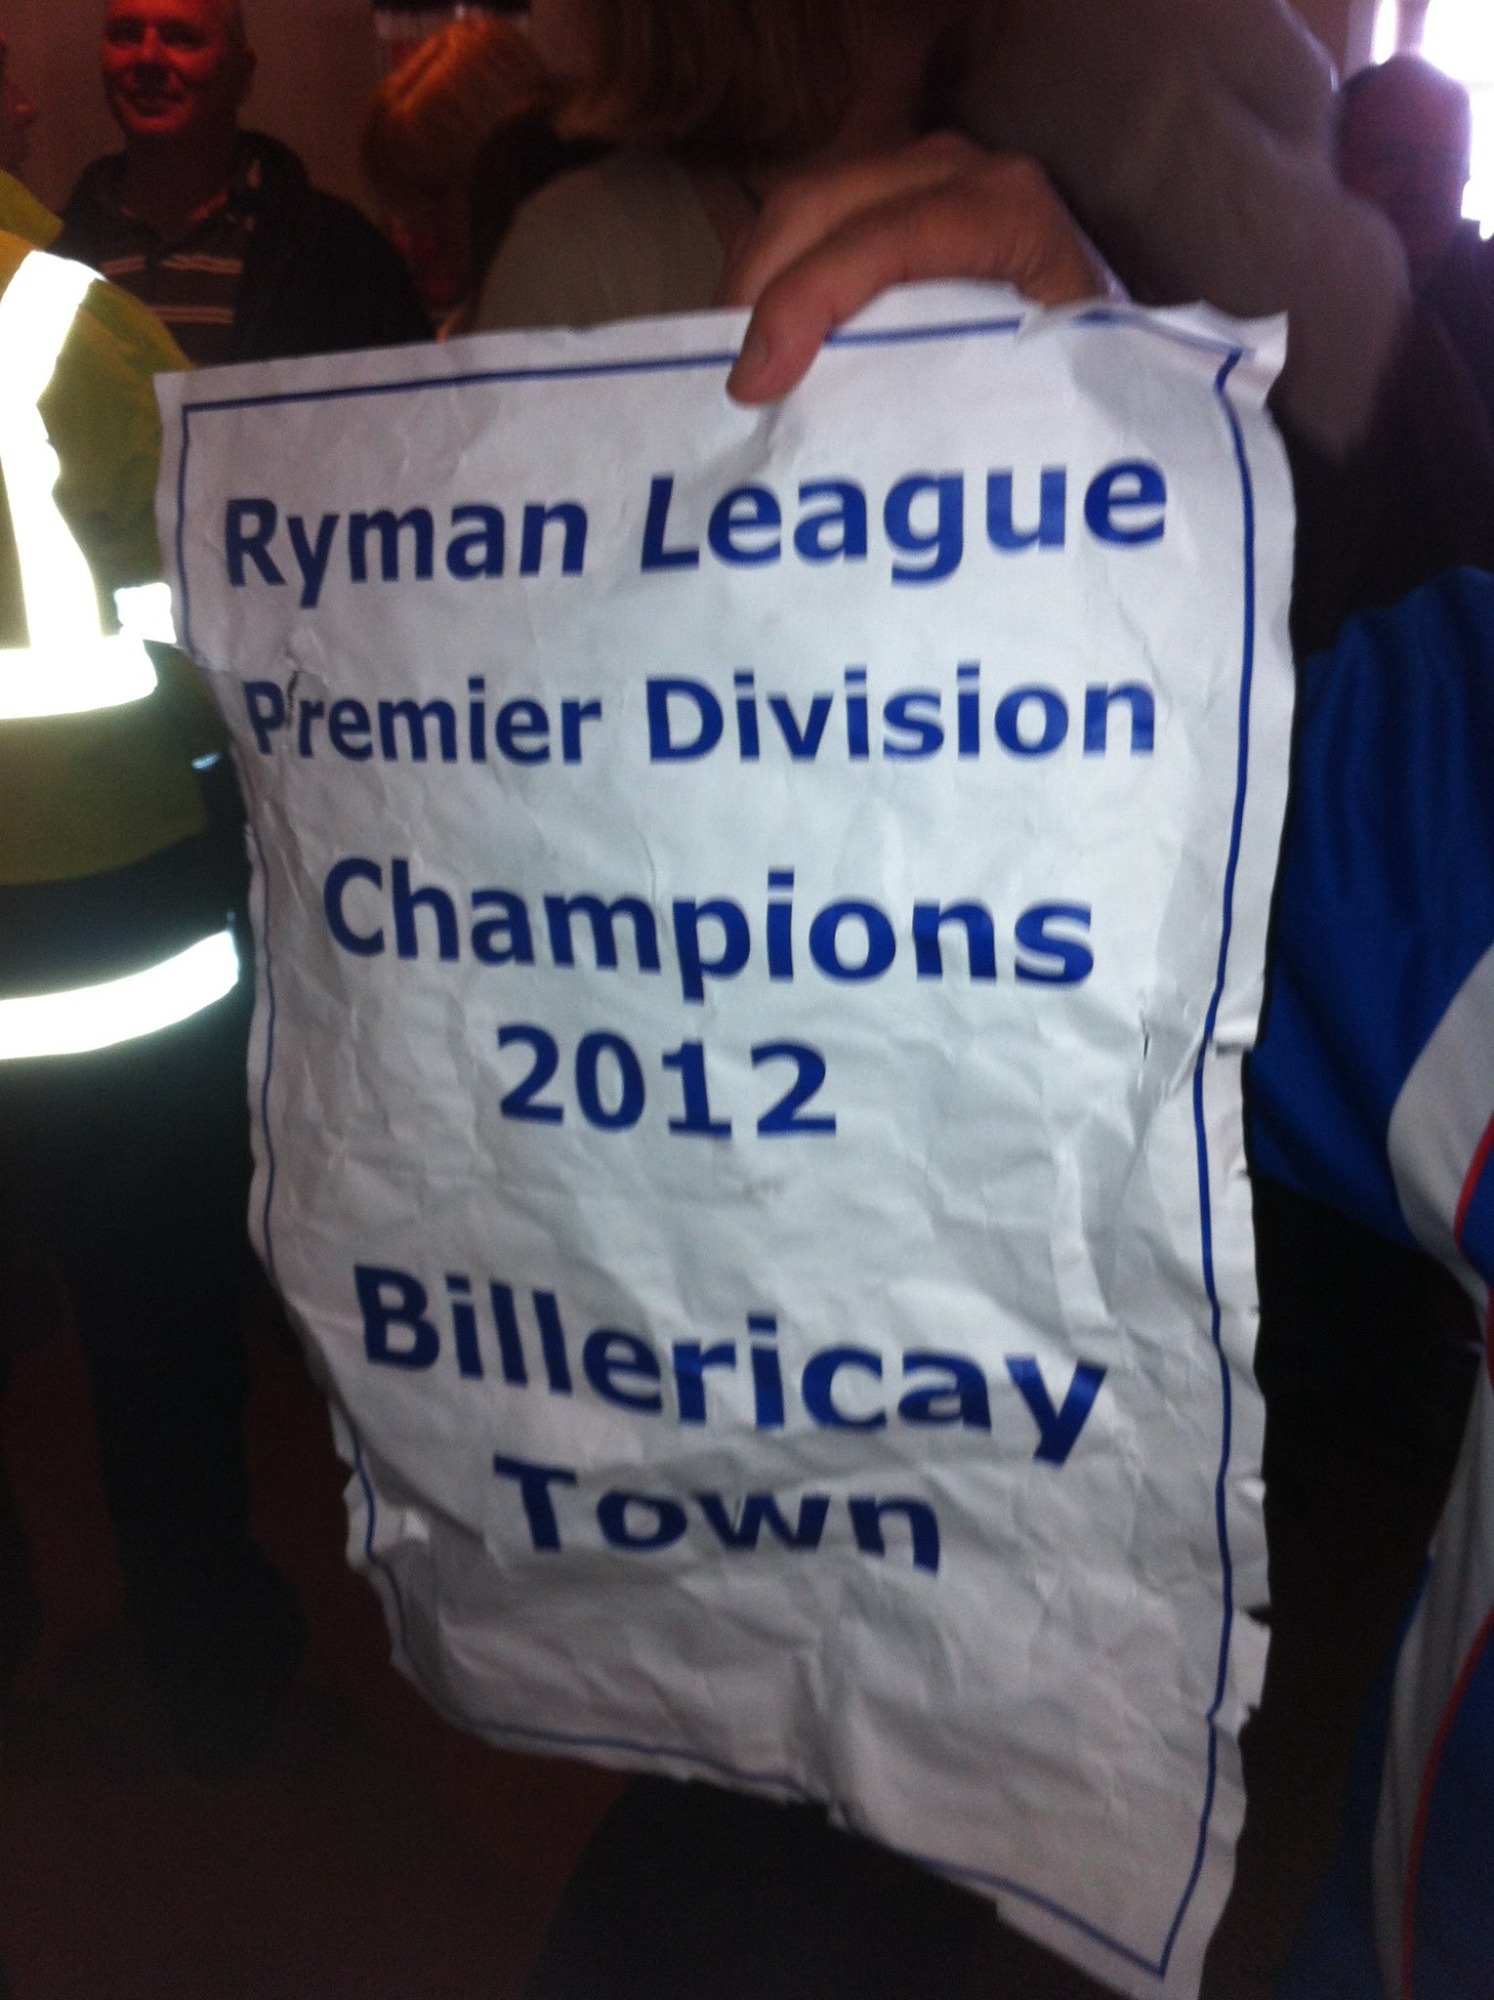 Ryman League
Premier Division
Champions
2012
Billericay
Town